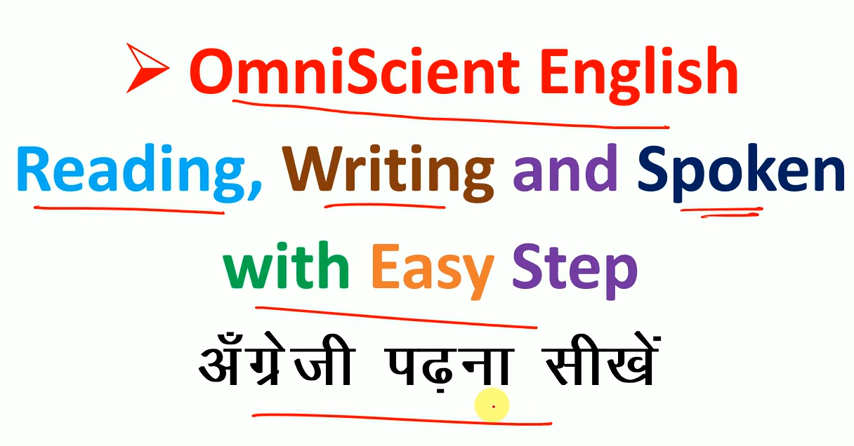 ➢ OmniScient English
Reading, Writing and Spoken
with Easy Step
अँग्रेजी पढ़ना सीखें